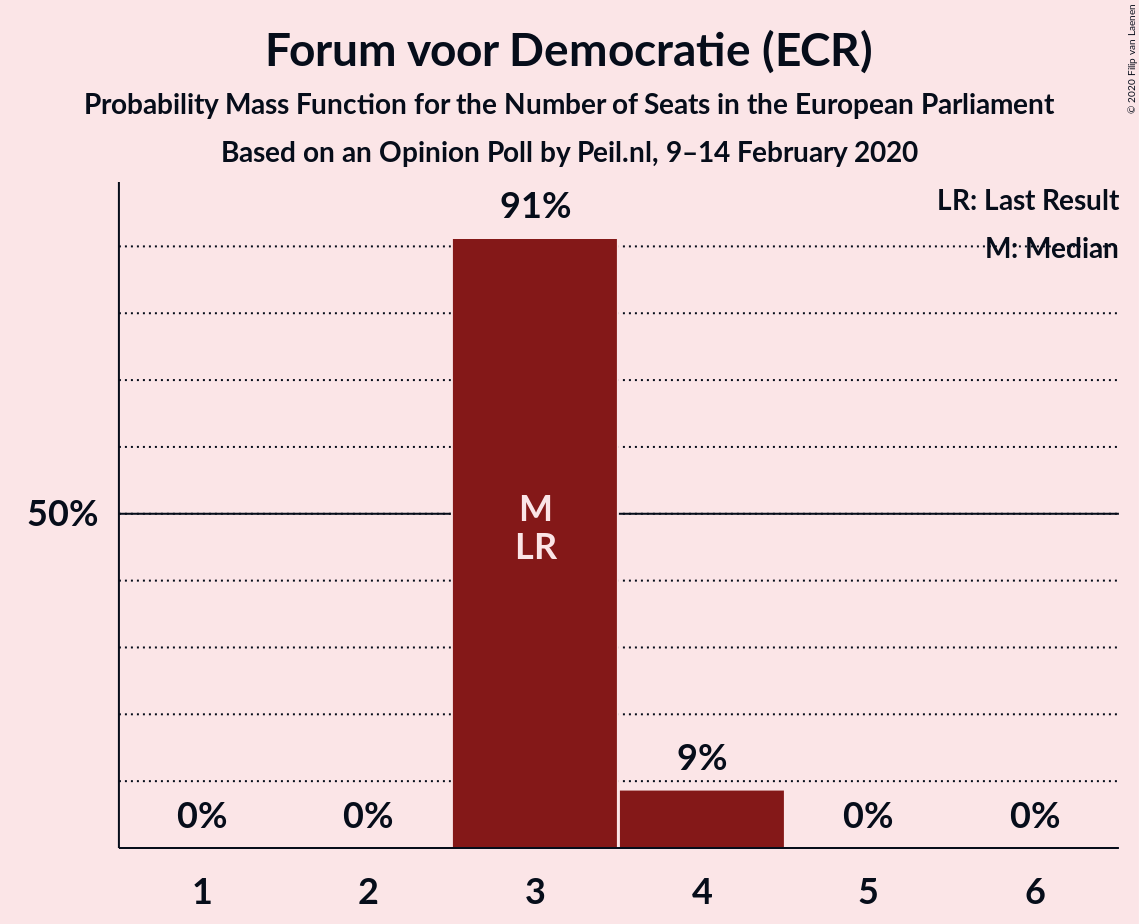 Forum voor Democratie (ECR)
Probability Mass Function for the Number of Seats in the European Parliament
Based on an Opinion Poll by Peil.nl, 9–14 February 2020
© 2020 Filip van Laenen
LR: Last Result
M: Median
91%
50%
M
LR
9%
0%
0%
0%
0%
1
2
3
4
5
6